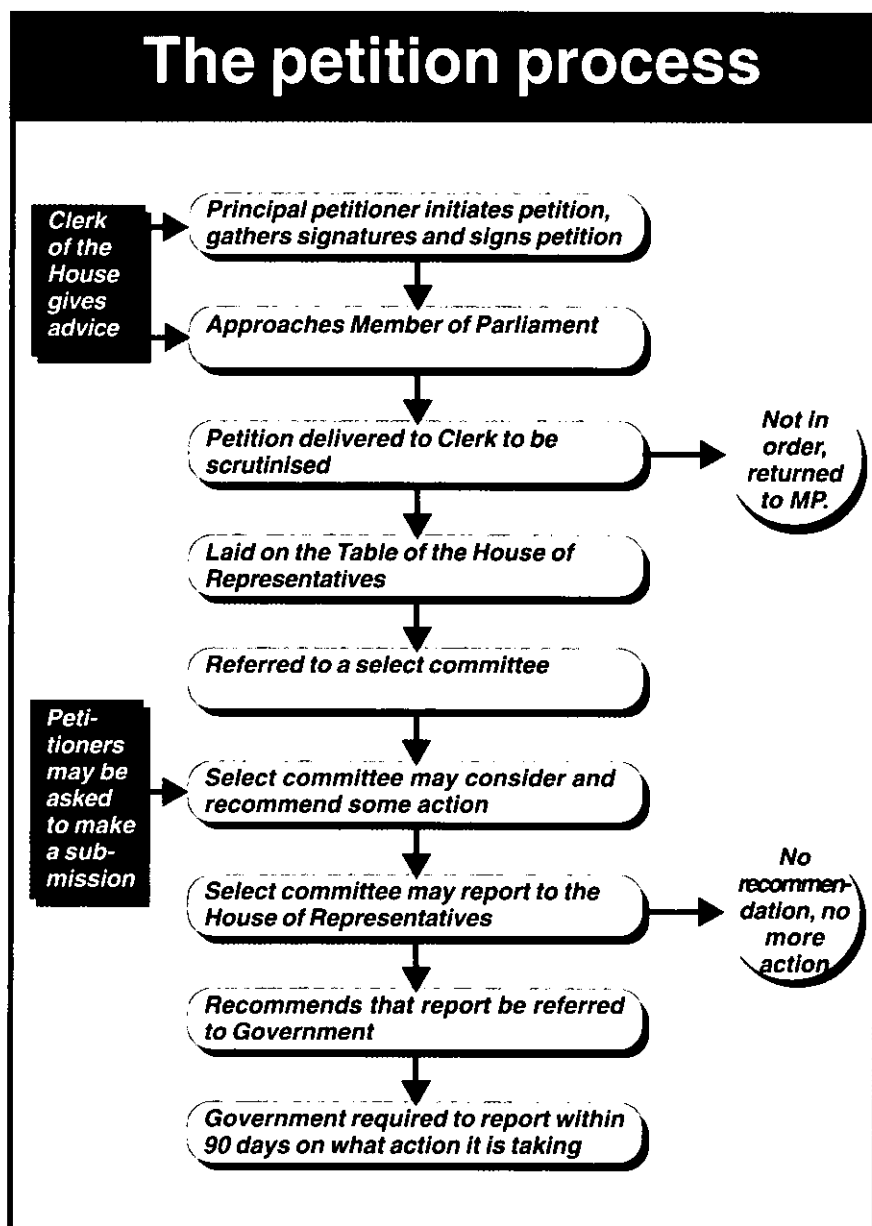 The petition process
Clerk
of the
House
gives
advice
Principal petitioner initiates petition,
gathers signatures and signs petition
Approaches Member of Parliament
Petition delivered to Clerk to be
scrutinised
Not in
order,
returned
to MP.
Laid on the Table of the House of
Representatives
Referred to a select committee
Peti-
tioners
may be
asked
to make
a sub-
mission
Select committee may consider and
recommend some action
Select committee may report to the
House of Representatives
No
recommen-
dation, no
more
action
Recommends that report be referred
to Government
Government required to report within
90 days on what action it is taking